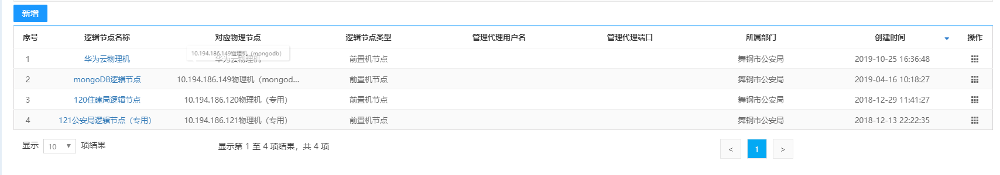 新增
序号 逻辑节点名称 对应物理节点 逻辑节点类型 管理代理用户名 管理代理端口 所属部门 创建时间 操作
10.194.186.149物理机（mongodb）
1 华为云物理机 华为云物理机 前置机节点 舞钢市公安局 2019-10-25 16:36:48
2 mongoDB逻辑节点 10.194.186.149物理机（mongod... 前置机节点 舞钢市公安局 2019-04-16 10:18:27
3 120住建局逻辑节点 10.194.186.120物理机（专用） 前置机节点 舞钢市公安局 2018-12-29 11:41:27
4 121公安局逻辑节点（专用） 10.194.186.121物理机（专用） 前置机节点 舞钢市公安局 2018-12-13 22:22:35
显示 10 项结果 显示第 1 至 4 项结果，共 4 项 < 1 >